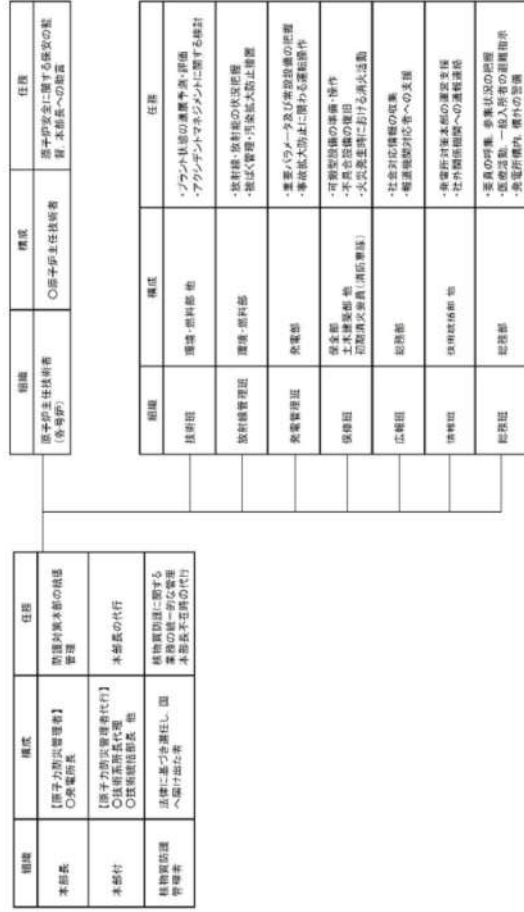 組織
構成
任務
本部長
【原子力防災管理者】
○発電所長
防護対策本部の統括
管理
本部付
【原子力防災管理者代行】
○技術系所長代理
○技術統括部長 他
本部長の代行
核物質防護
管理者
法律に基づき選任し、国
へ届け出た者
核物質防護に関する
業務の統一的な管理
本部長不在時の代行
組織
構成
任務
原子炉主任技術者
(各号炉)
○原子炉主任技術者
原子炉安全に関する保安の監
督、本部長への助言
組織
構成
任務
技術班
環境・燃料部 他
・プラント状態の進展予測・評価
・アクシデントマネジメントに関する検討
放射線管理班
環境・燃料部
・放射線・放射能の状況把握
・被ばく管理・汚染拡大防止措置
発電管理班
発電部
・重要パラメータ及び常設設備の把握
・事故拡大防止に関わる運転操作
保修班
保全部
土木建築部 他
初期消火要員(消防車隊)
・可搬型設備の準備・操作
・不具合設備の復旧
・火災発生時における消火活動
広報班
総務部
・社会対応情報の収集
・報道機関対応者への支援
情報班
技術統括部 他
・発電所対策本部の運営支援
・社外関係機関への通報連絡
総務班
総務部
・要員の呼集、参集状況の把握
・医療活動、一般入所者の避難指示
・発電所構内、構外の警備